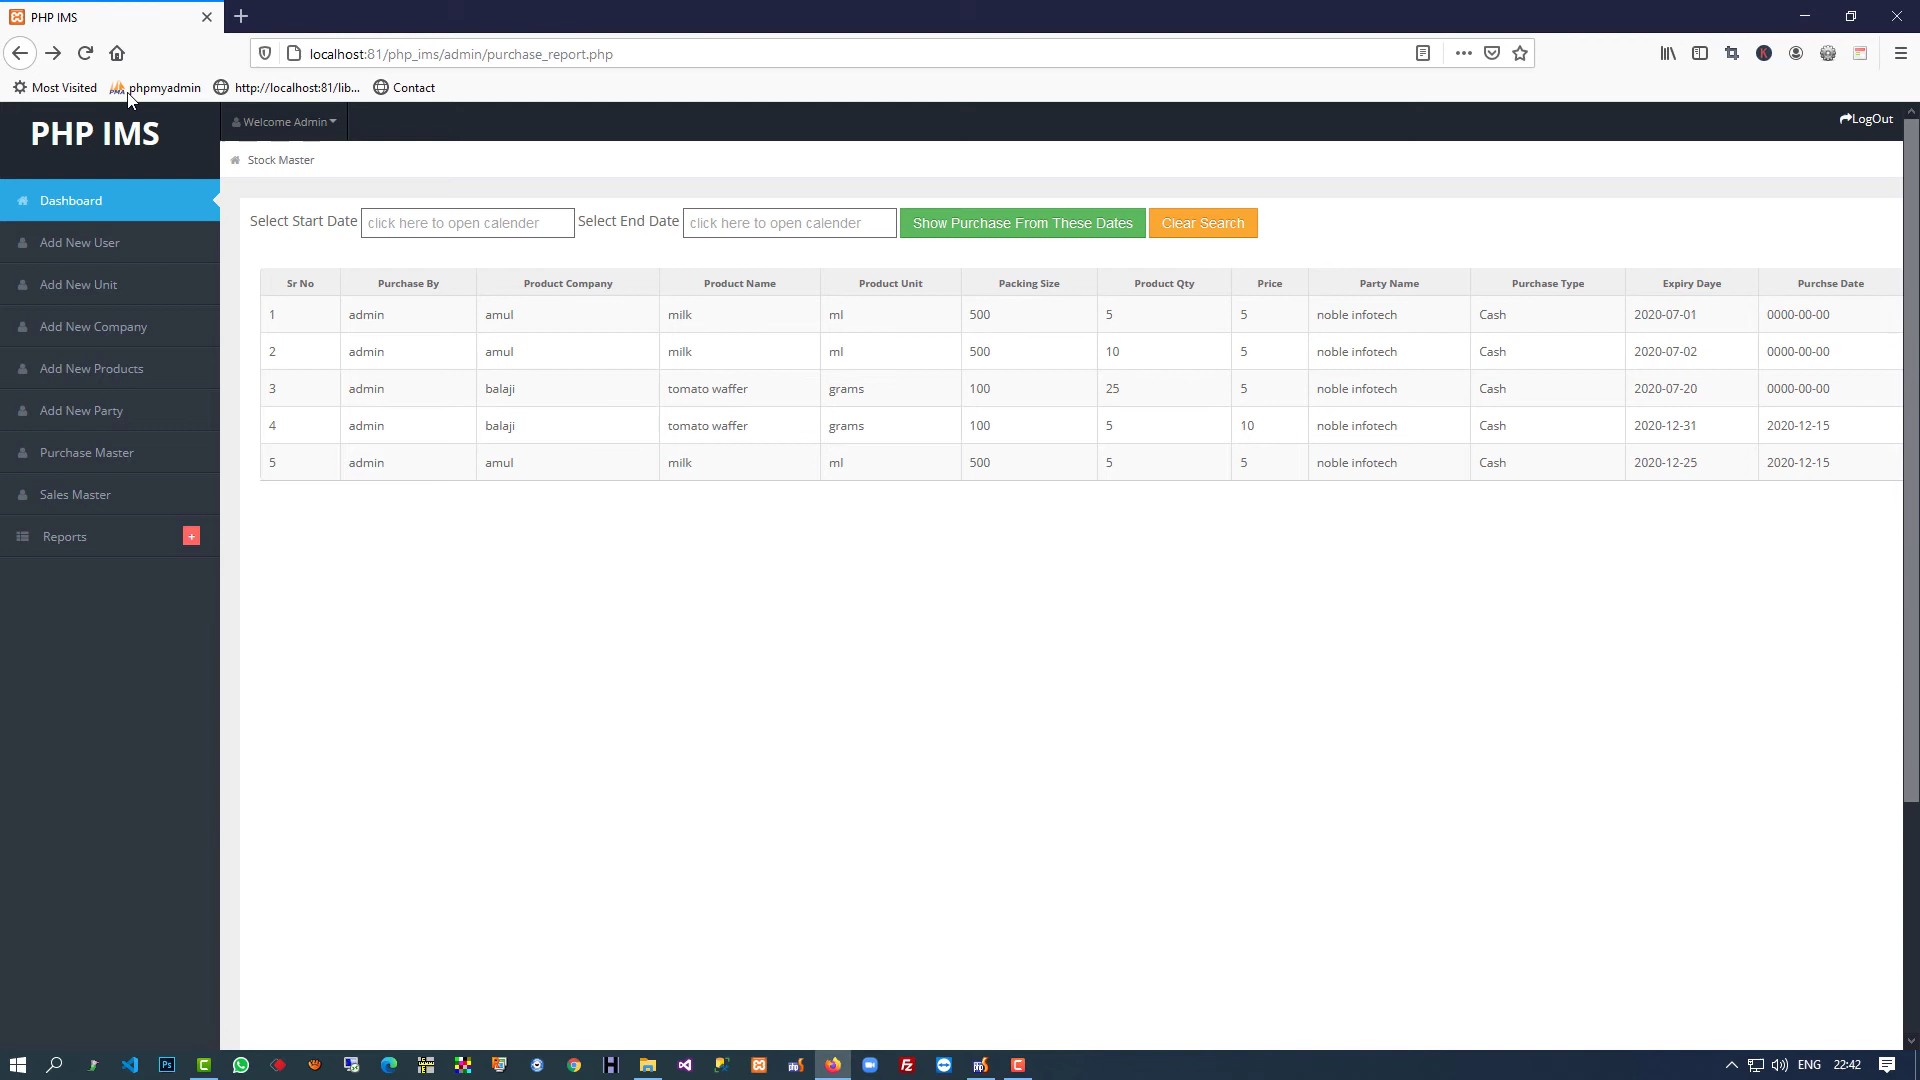 PHP IMS
localhost:81/php_ims/admin/purchase_report.php
Most Visited phpmyadmin http://localhost:81/lib... Contact
PHP IMS
Welcome Admin
LogOut
Stock Master
Dashboard
Add New User
Add New Unit
Add New Company
Add New Products
Add New Party
Purchase Master
Sales Master
Reports +
Select Start Date click here to open calender Select End Date click here to open calender Show Purchase From These Dates Clear Search
Sr No Purchase By Product Company Product Name Product Unit Packing Size Product Qty Price Party Name Purchase Type Expiry Daye Purchse Date
1 admin amul milk ml 500 5 5 noble infotech Cash 2020-07-01 0000-00-00
2 admin amul milk ml 500 10 5 noble infotech Cash 2020-07-02 0000-00-00
3 admin balaji tomato waffer grams 100 25 5 noble infotech Cash 2020-07-20 0000-00-00
4 admin balaji tomato waffer grams 100 5 10 noble infotech Cash 2020-12-31 2020-12-15
5 admin amul milk ml 500 5 5 noble infotech Cash 2020-12-25 2020-12-15
ENG 22:42